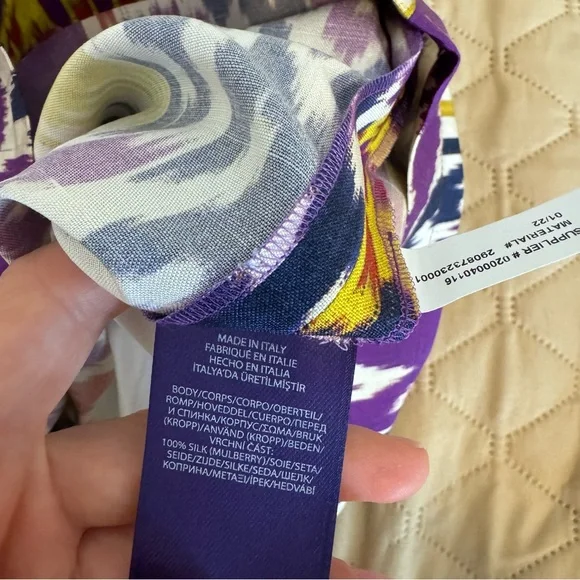 MADE IN ITALY
FABRIQUÉ EN ITALIE
HECHO EN ITALIA
İTALYA'DA ÜRETİLMİŞTİR
BODY/CORPS/CORPO/OBERTEIL/
ROMP/HOVEDDEL/CUERPO/ПЕРЕД
И СПИНКА/КОРПУС/ΣΩΜΑ/BRUK
(KROPP)/ANVÄND (KROPP)/BEDEN/
VRCHNÍ ČÁST:
100% SILK (MULBERRY)/SOIE/SETA/
SEIDE/ZIJDE/SILKE/SEDA/ШЕЛК/
КОПРИНА/ΜΕΤΑΞΙ/İPEK/HEDVÁBÍ
SUPPLIER # 0200040116
MATERIAL# 290873230001
01/22